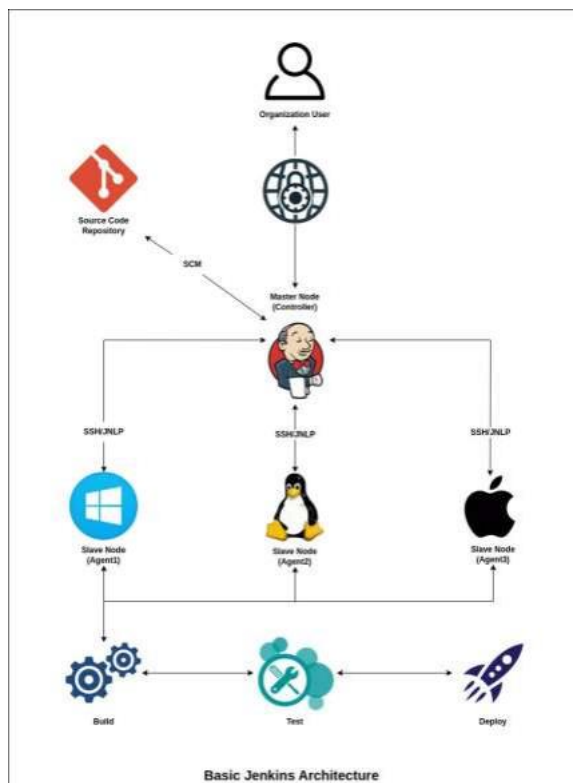 Organization User
Source Code
Repository
SCM
Master Node
(Controller)
SSH/JNLP
SSH/JNLP
SSH/JNLP
Slave Node
(Agent1)
Slave Node
(Agent2)
Slave Node
(Agent3)
Build
Test
Deploy
Basic Jenkins Architecture